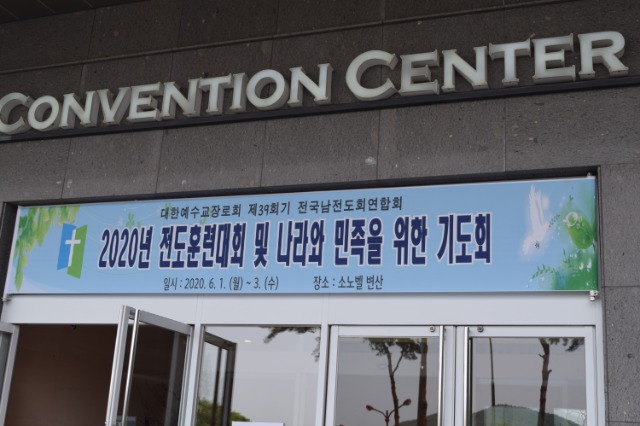 CONVENTION CENTER
대한예수교장로회 제39회기 전국남전도회연합회
2020년 전도훈련대회 및 나라와 민족을 위한 기도회
일시 : 2020. 6. 1. (월) ~ 3. (수) 장소 : 소노벨 변산